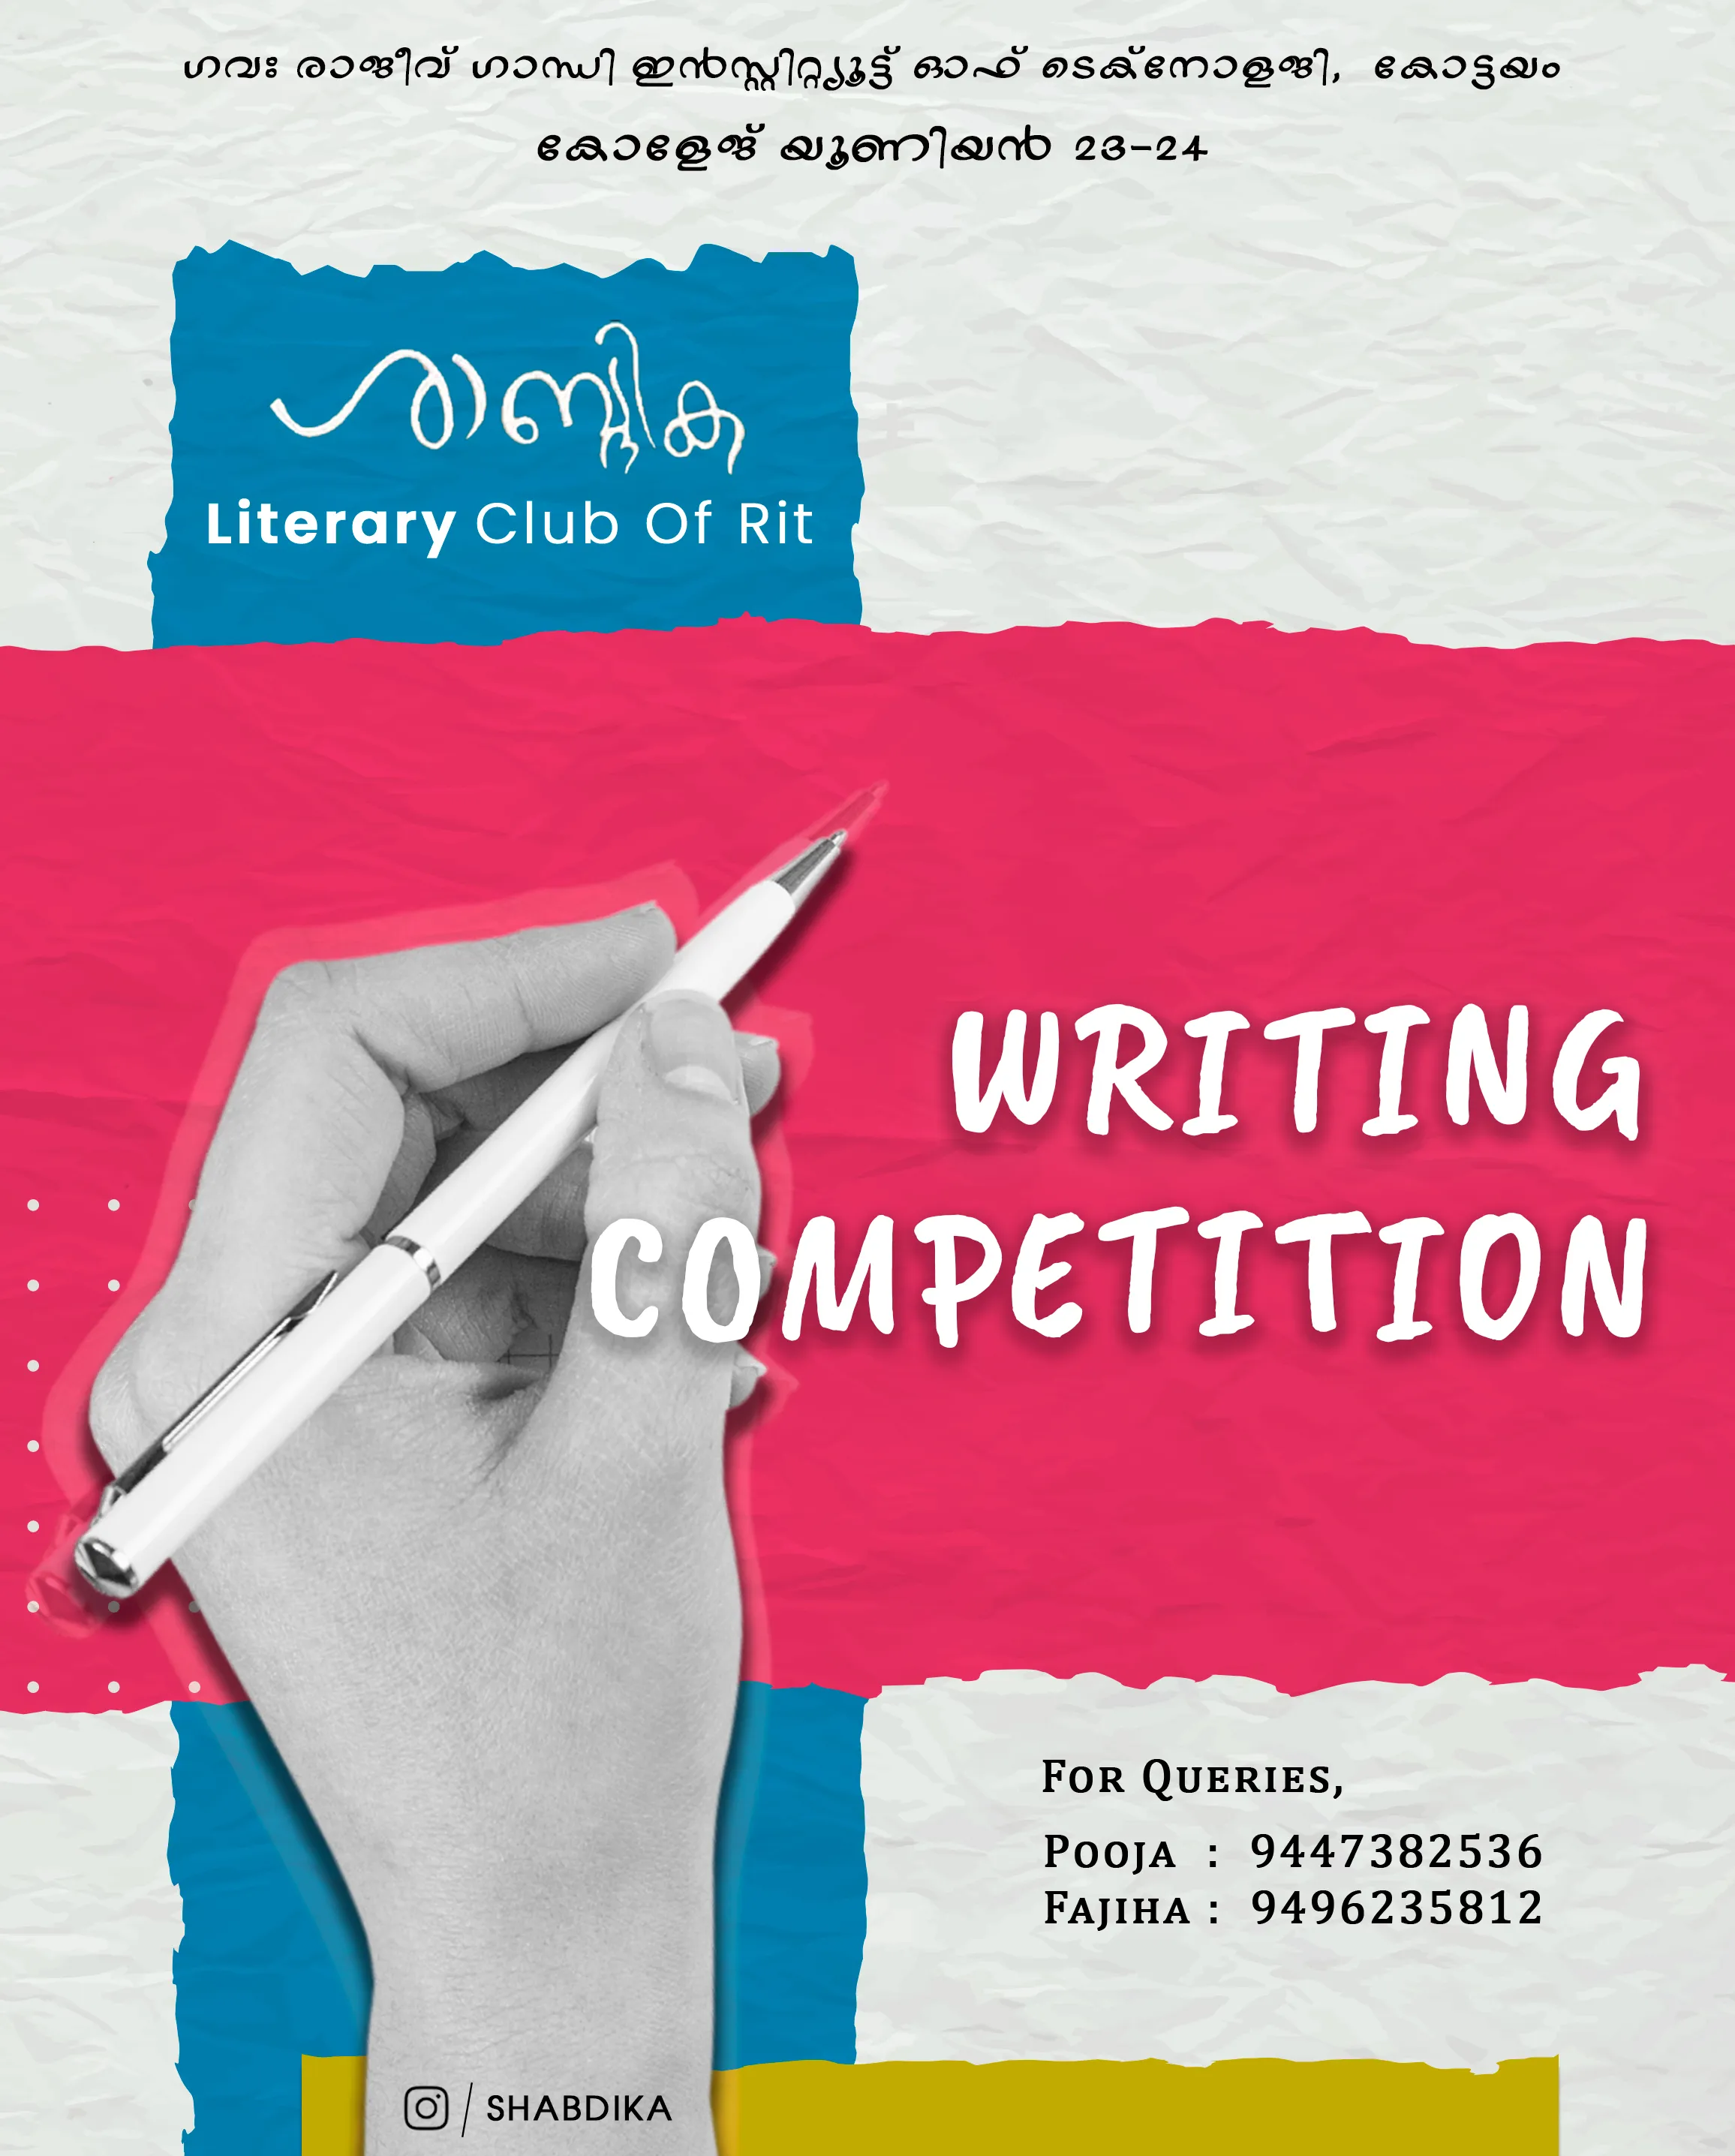 ഗവഃ രാജീവ് ഗാന്ധി ഇൻസ്റ്റിറ്റ്യൂട്ട് ഓഫ് ടെക്നോളജി, കോട്ടയം
കോളേജ് യൂണിയൻ 23-24
ശാബ്ദിക
Literary Club Of Rit
WRITING
COMPETITION
FOR QUERIES,
POOJA : 9447382536
FAJIHA : 9496235812
/ SHABDIKA